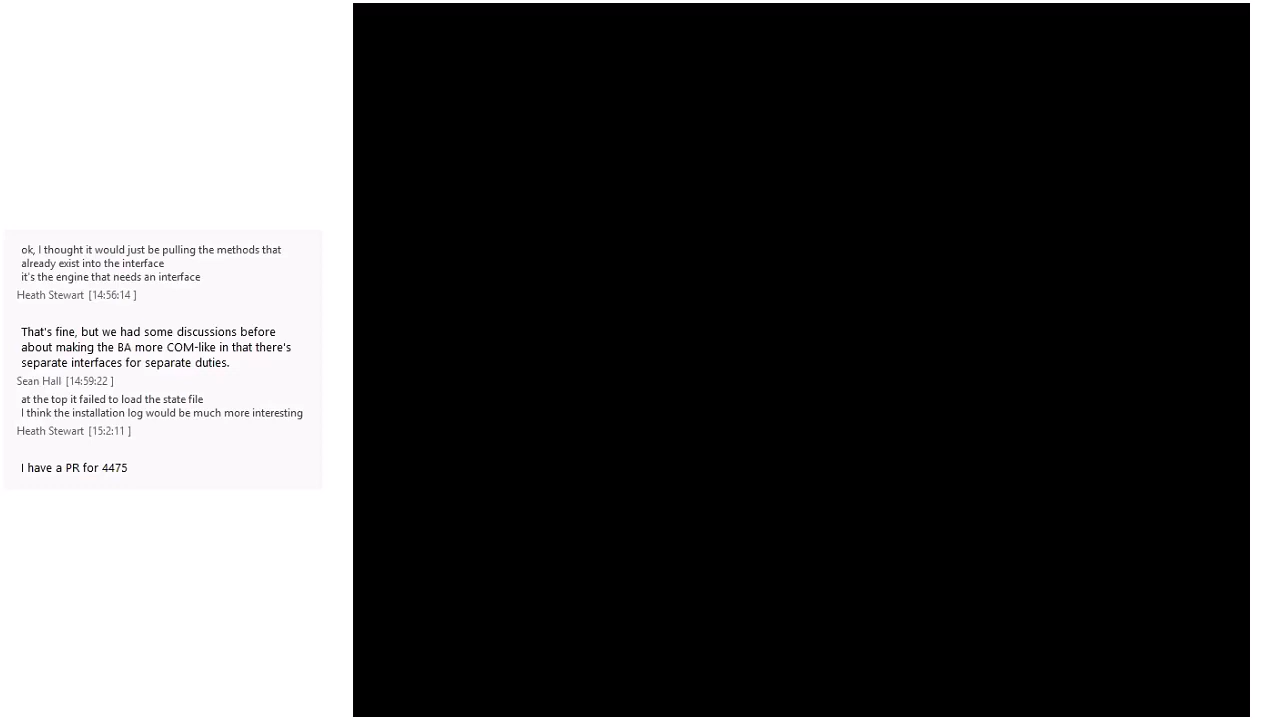 ok, I thought it would just be pulling the methods that
already exist into the interface
it's the engine that needs an interface
Heath Stewart [14:56:14 ]
That's fine, but we had some discussions before
about making the BA more COM-like in that there's
separate interfaces for separate duties.
Sean Hall [14:59:22 ]
at the top it failed to load the state file
I think the installation log would be much more interesting
Heath Stewart [15:2:11 ]
I have a PR for 4475